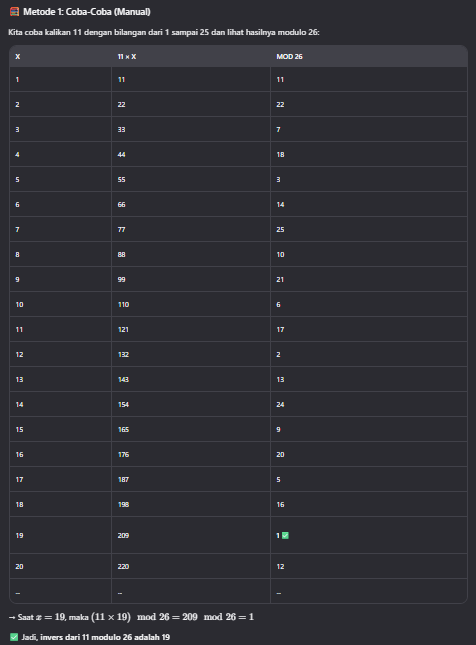 🧮 Metode 1: Coba-Coba (Manual)
Kita coba kalikan 11 dengan bilangan dari 1 sampai 25 dan lihat hasilnya modulo 26:
X 11 × X MOD 26
1 11 11
2 22 22
3 33 7
4 44 18
5 55 3
6 66 14
7 77 25
8 88 10
9 99 21
10 110 6
11 121 17
12 132 2
13 143 13
14 154 24
15 165 9
16 176 20
17 187 5
18 198 16
19 209 1 ✅
20 220 12
... ... ...
→ Saat x = 19, maka (11 × 19) mod 26 = 209 mod 26 = 1
✅ Jadi, invers dari 11 modulo 26 adalah 19